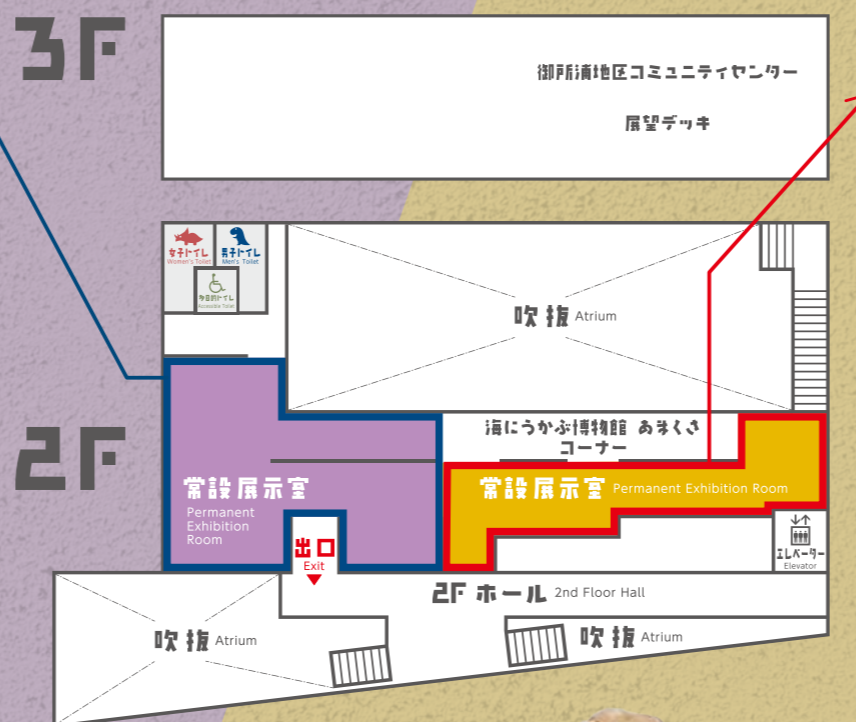 3F
御所浦地区コミュニティセンター
展望デッキ
女子トイレ
Women's Toilet
男子トイレ
Men's Toilet
多目的トイレ
Accessible Toilet
吹抜 Atrium
2F
海にうかぶ博物館 あまくさ
コーナー
常設展示室
Permanent
Exhibition
Room
常設展示室 Permanent Exhibition Room
出口
Exit
エレベーター
Elevator
2F ホール 2nd Floor Hall
吹抜 Atrium
吹抜 Atrium